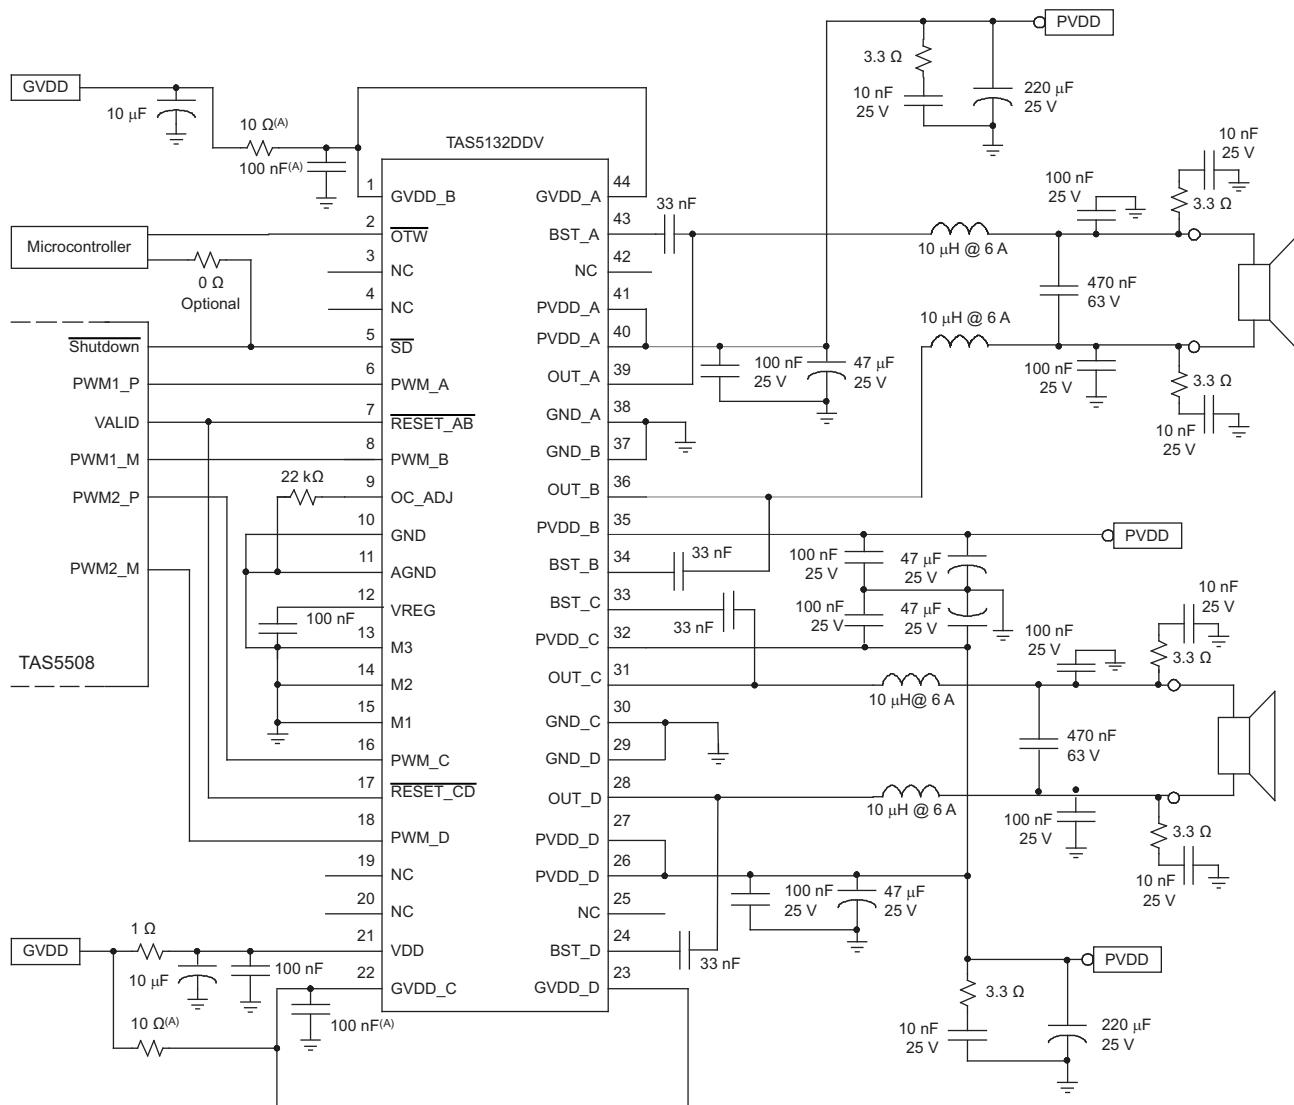 PVDD
3.3 Ω
10 nF
25 V
220 µF
25 V
GVDD
10 µF
10 Ω(A)
100 nF(A)
TAS5132DDV
1
GVDD_B
2
OTW
3
NC
4
NC
5
SD
6
PWM_A
7
RESET_AB
8
PWM_B
9
OC_ADJ
10
GND
11
AGND
12
VREG
13
M3
14
M2
15
M1
16
PWM_C
17
RESET_CD
18
PWM_D
19
NC
20
NC
21
VDD
22
GVDD_C
44
GVDD_A
43
BST_A
42
NC
41
PVDD_A
40
PVDD_A
39
OUT_A
38
GND_A
37
GND_B
36
OUT_B
35
PVDD_B
34
BST_B
33
BST_C
32
PVDD_C
31
OUT_C
30
GND_C
29
GND_D
28
OUT_D
27
PVDD_D
26
PVDD_D
25
NC
24
BST_D
23
GVDD_D
Microcontroller
0 Ω
Optional
Shutdown
PWM1_P
VALID
PWM1_M
PWM2_P
PWM2_M
TAS5508
22 kΩ
100 nF
GVDD
1 Ω
10 µF
100 nF
10 Ω(A)
100 nF(A)
33 nF
10 µH @ 6 A
100 nF
25 V
10 nF
25 V
3.3 Ω
470 nF
63 V
10 µH @ 6 A
100 nF
25 V
47 µF
25 V
100 nF
25 V
3.3 Ω
10 nF
25 V
PVDD
33 nF
100 nF
25 V
47 µF
25 V
33 nF
100 nF
25 V
47 µF
25 V
10 nF
25 V
100 nF
25 V
3.3 Ω
10 µH@ 6 A
470 nF
63 V
10 µH @ 6 A
100 nF
25 V
3.3 Ω
10 nF
25 V
100 nF
25 V
47 µF
25 V
33 nF
PVDD
3.3 Ω
10 nF
25 V
220 µF
25 V